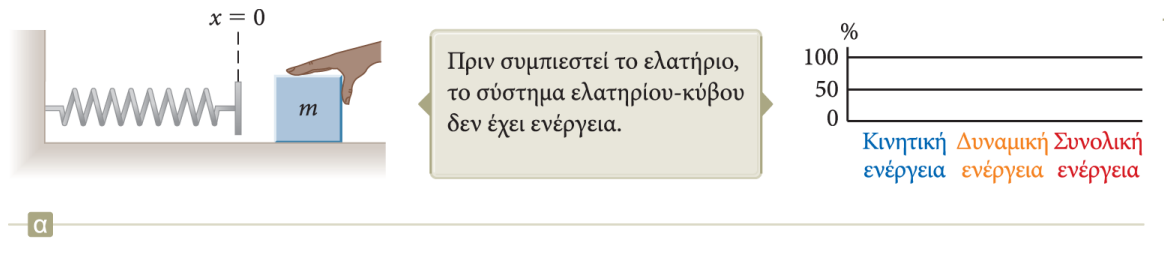 x = 0
m
Πριν συμπιεστεί το ελατήριο,
το σύστημα ελατηρίου-κύβου
δεν έχει ενέργεια.
%
100
50
0
Κινητική Δυναμική Συνολική
ενέργεια ενέργεια ενέργεια
α